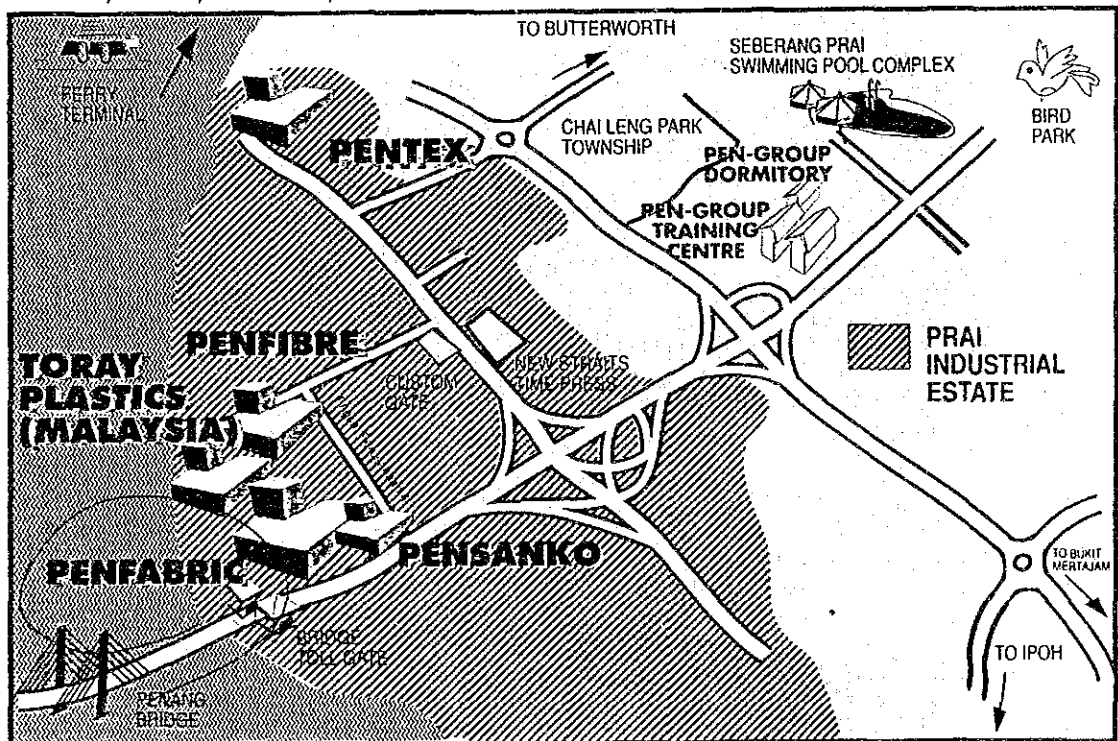 TO BUTTERWORTH
SEBERANG PRAI
SWIMMING POOL COMPLEX
FERRY
TERMINAL
BIRD
PARK
CHAI LENG PARK
TOWNSHIP
PENTEX
PEN-GROUP
DORMITORY
PEN-GROUP
TRAINING
CENTRE
PENFIBRE
NEW STRAITS
TIME PRESS
CUSTOM
GATE
PRAI
INDUSTRIAL
ESTATE
TORAY
PLASTICS
(MALAYSIA)
PENFABRIC
PENSANKO
TO BUKIT
MERTAJAM
BRIDGE
TOLL GATE
TO IPOH
PENANG
BRIDGE